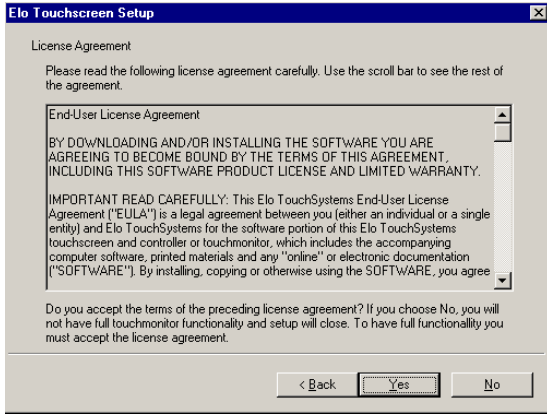 Elo Touchscreen Setup
License Agreement
Please read the following license agreement carefully. Use the scroll bar to see the rest of
the agreement.
End-User License Agreement
BY DOWNLOADING AND/OR INSTALLING THE SOFTWARE YOU ARE
AGREEING TO BECOME BOUND BY THE TERMS OF THIS AGREEMENT,
INCLUDING THIS SOFTWARE PRODUCT LICENSE AND LIMITED WARRANTY.
IMPORTANT READ CAREFULLY: This Elo TouchSystems End-User License
Agreement ("EULA") is a legal agreement between you (either an individual or a single
entity) and Elo TouchSystems for the software portion of this Elo TouchSystems
touchscreen and controller or touchmonitor, which includes the accompanying
computer software, printed materials and any "online" or electronic documentation
("SOFTWARE"). By installing, copying or otherwise using the SOFTWARE, you agree
Do you accept the terms of the preceding license agreement? If you choose No, you will
not have full touchmonitor functionality and setup will close. To have full functionallity you
must accept the license agreement.
< Back Yes No